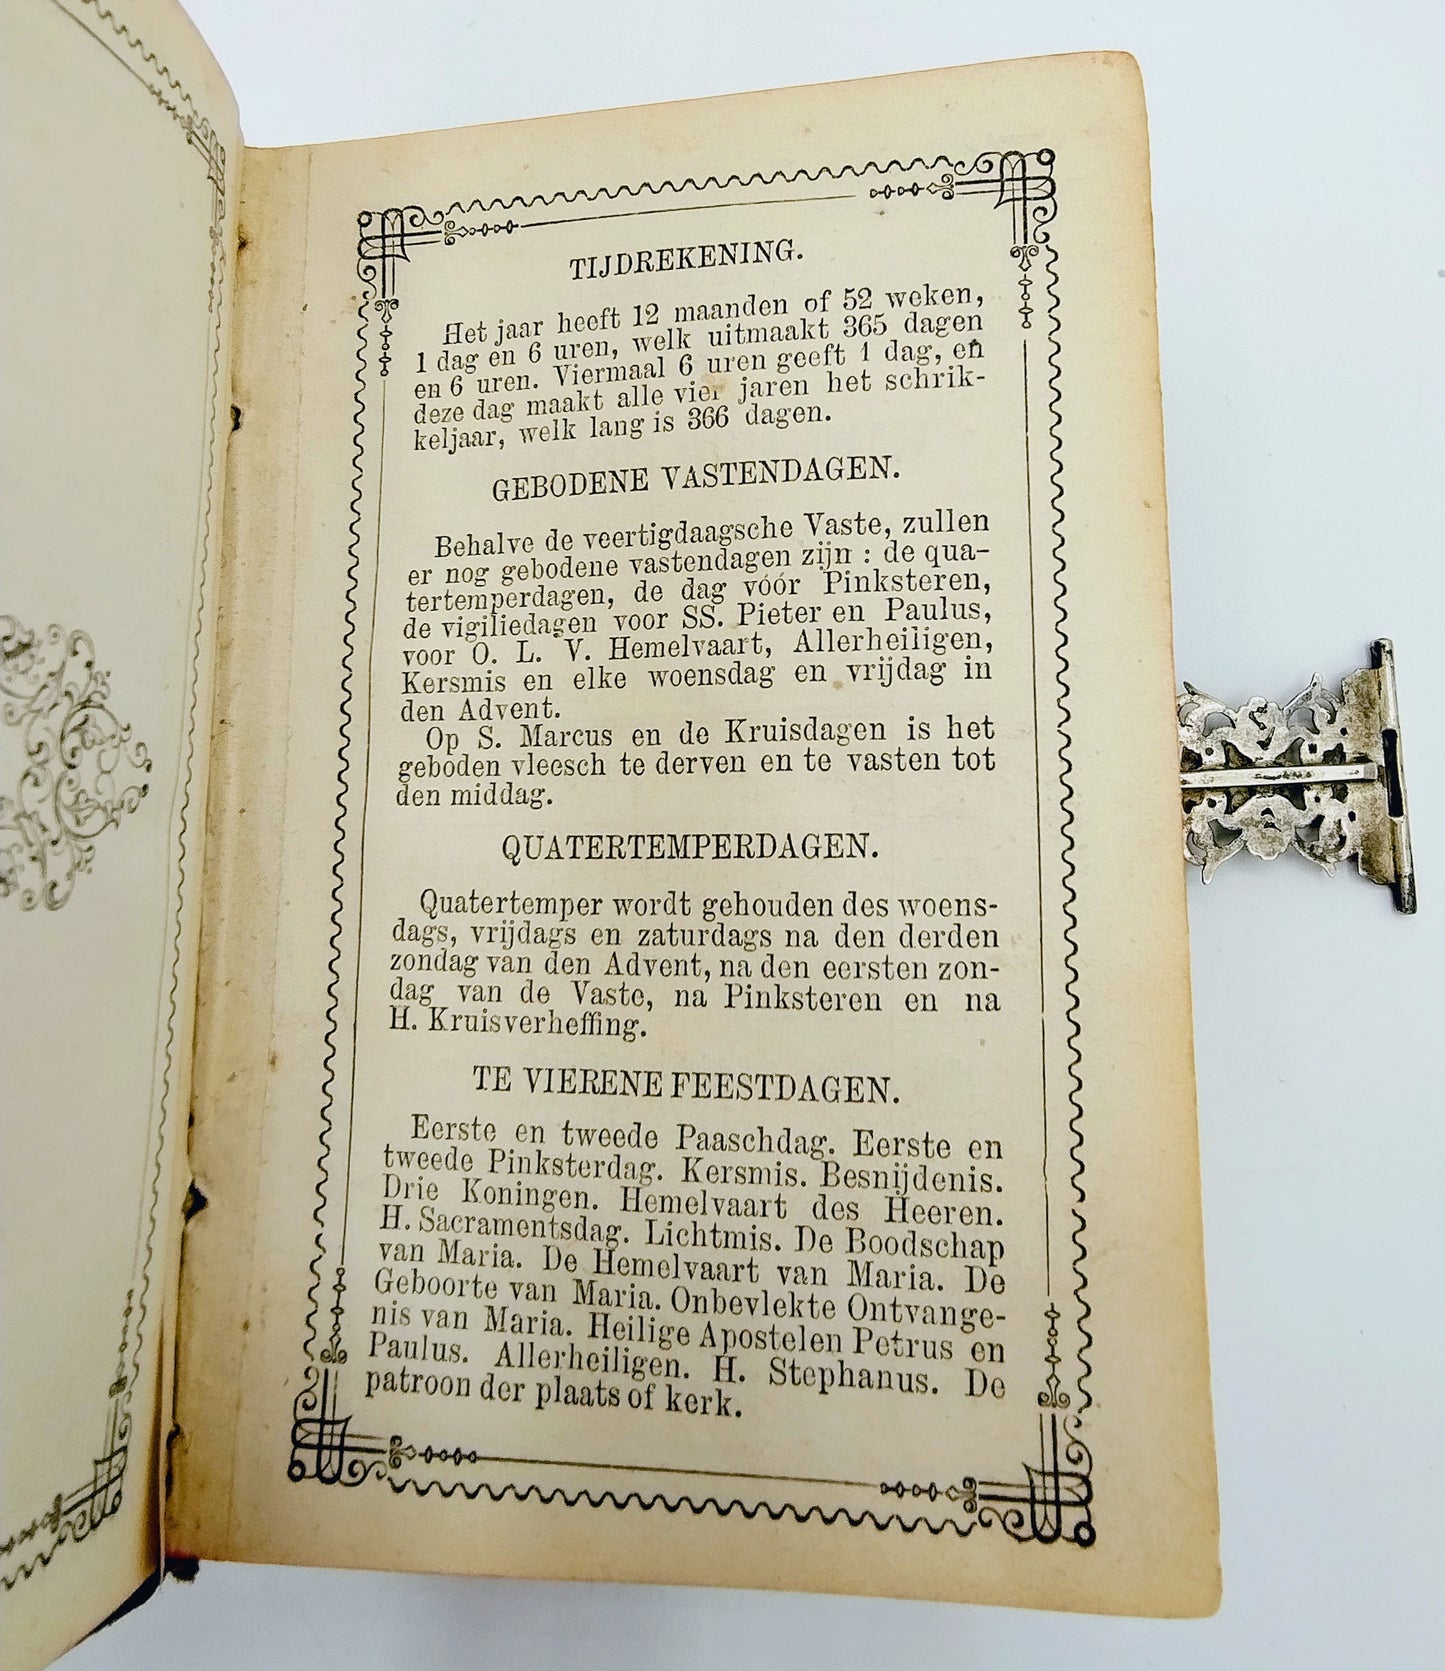 TIJDREKENING.
Het jaar heeft 12 maanden of 52 weken,
1 dag en 6 uren, welk uitmaakt 365 dagen
en 6 uren. Viermaal 6 uren geeft 1 dag, en
deze dag maakt alle vier jaren het schrik-
keljaar, welk lang is 366 dagen.
GEBODENE VASTENDAGEN.
Behalve de veertigdaagsche Vaste, zullen
er nog gebodene vastendagen zijn : de qua-
tertemperdagen, de dag vóór Pinksteren,
de vigiliedagen voor SS. Pieter en Paulus,
voor O. L. V. Hemelvaart, Allerheiligen,
Kersmis en elke woensdag en vrijdag in
den Advent.
Op S. Marcus en de Kruisdagen is het
geboden vleesch te derven en te vasten tot
den middag.
QUATERTEMPERDAGEN.
Quatertemper wordt gehouden des woens-
dags, vrijdags en zaturdags na den derden
zondag van den Advent, na den eersten zon-
dag van de Vaste, na Pinksteren en na
H. Kruisverheffing.
TE VIERENE FEESTDAGEN.
Eerste en tweede Paaschdag. Eerste en
tweede Pinksterdag. Kersmis. Besnijdenis.
Drie Koningen. Hemelvaart des Heeren.
H. Sacramentsdag. Lichtmis. De Boodschap
van Maria. De Hemelvaart van Maria. De
Geboorte van Maria. Onbevlekte Ontvange-
nis van Maria. Heilige Apostelen Petrus en
Paulus. Allerheiligen. H. Stephanus. De
patroon der plaats of kerk.